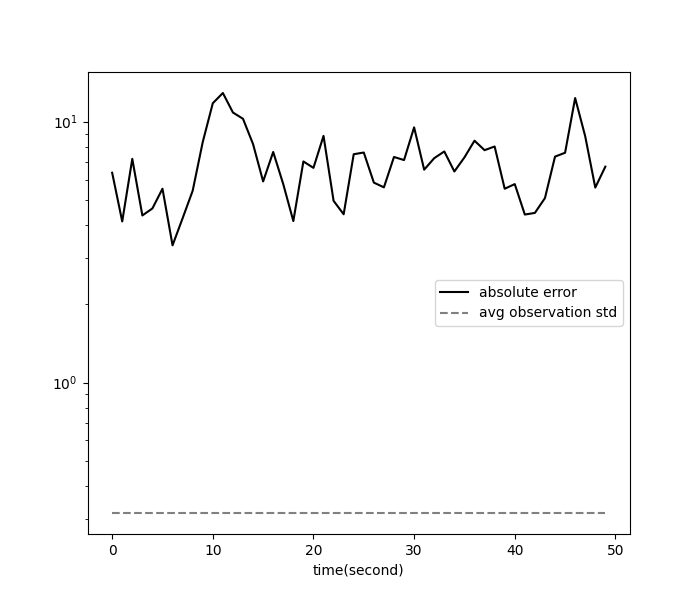 10¹
10⁰
absolute error
avg observation std
0 10 20 30 40 50
time(second)